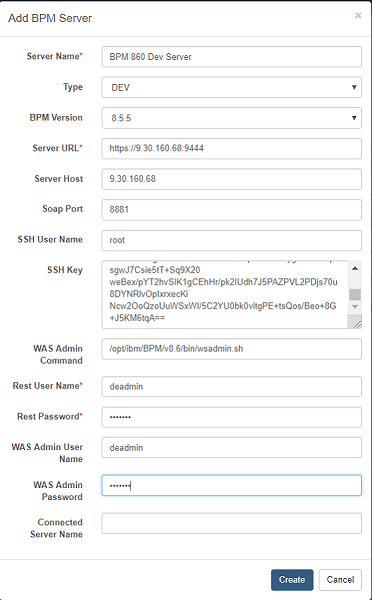 Add BPM Server ×
Server Name* BPM 860 Dev Server
Type DEV
BPM Version 8.5.5
Server URL* https://9.30.160.68:9444
Server Host 9.30.160.68
Soap Port 8881
SSH User Name root
SSH Key
sgwJ7Csie5tT+Sq9X20
weBex/pYT2hvSIK1gCEhHr/pk2IUdh7J5PAZPVL2PDjs70u
8DYNRlvOplxrxecKi
Ncw2OoQzoUuWSxWI/5C2YU0bk0vitgPE+tsQos/Beo+8G
+J5KM6tqA==
WAS Admin
Command /opt/ibm/BPM/v8.6/bin/wsadmin.sh
Rest User Name* deadmin
Rest Password* •••••••
WAS Admin User
Name deadmin
WAS Admin
Password •••••••
Connected
Server Name
Create Cancel